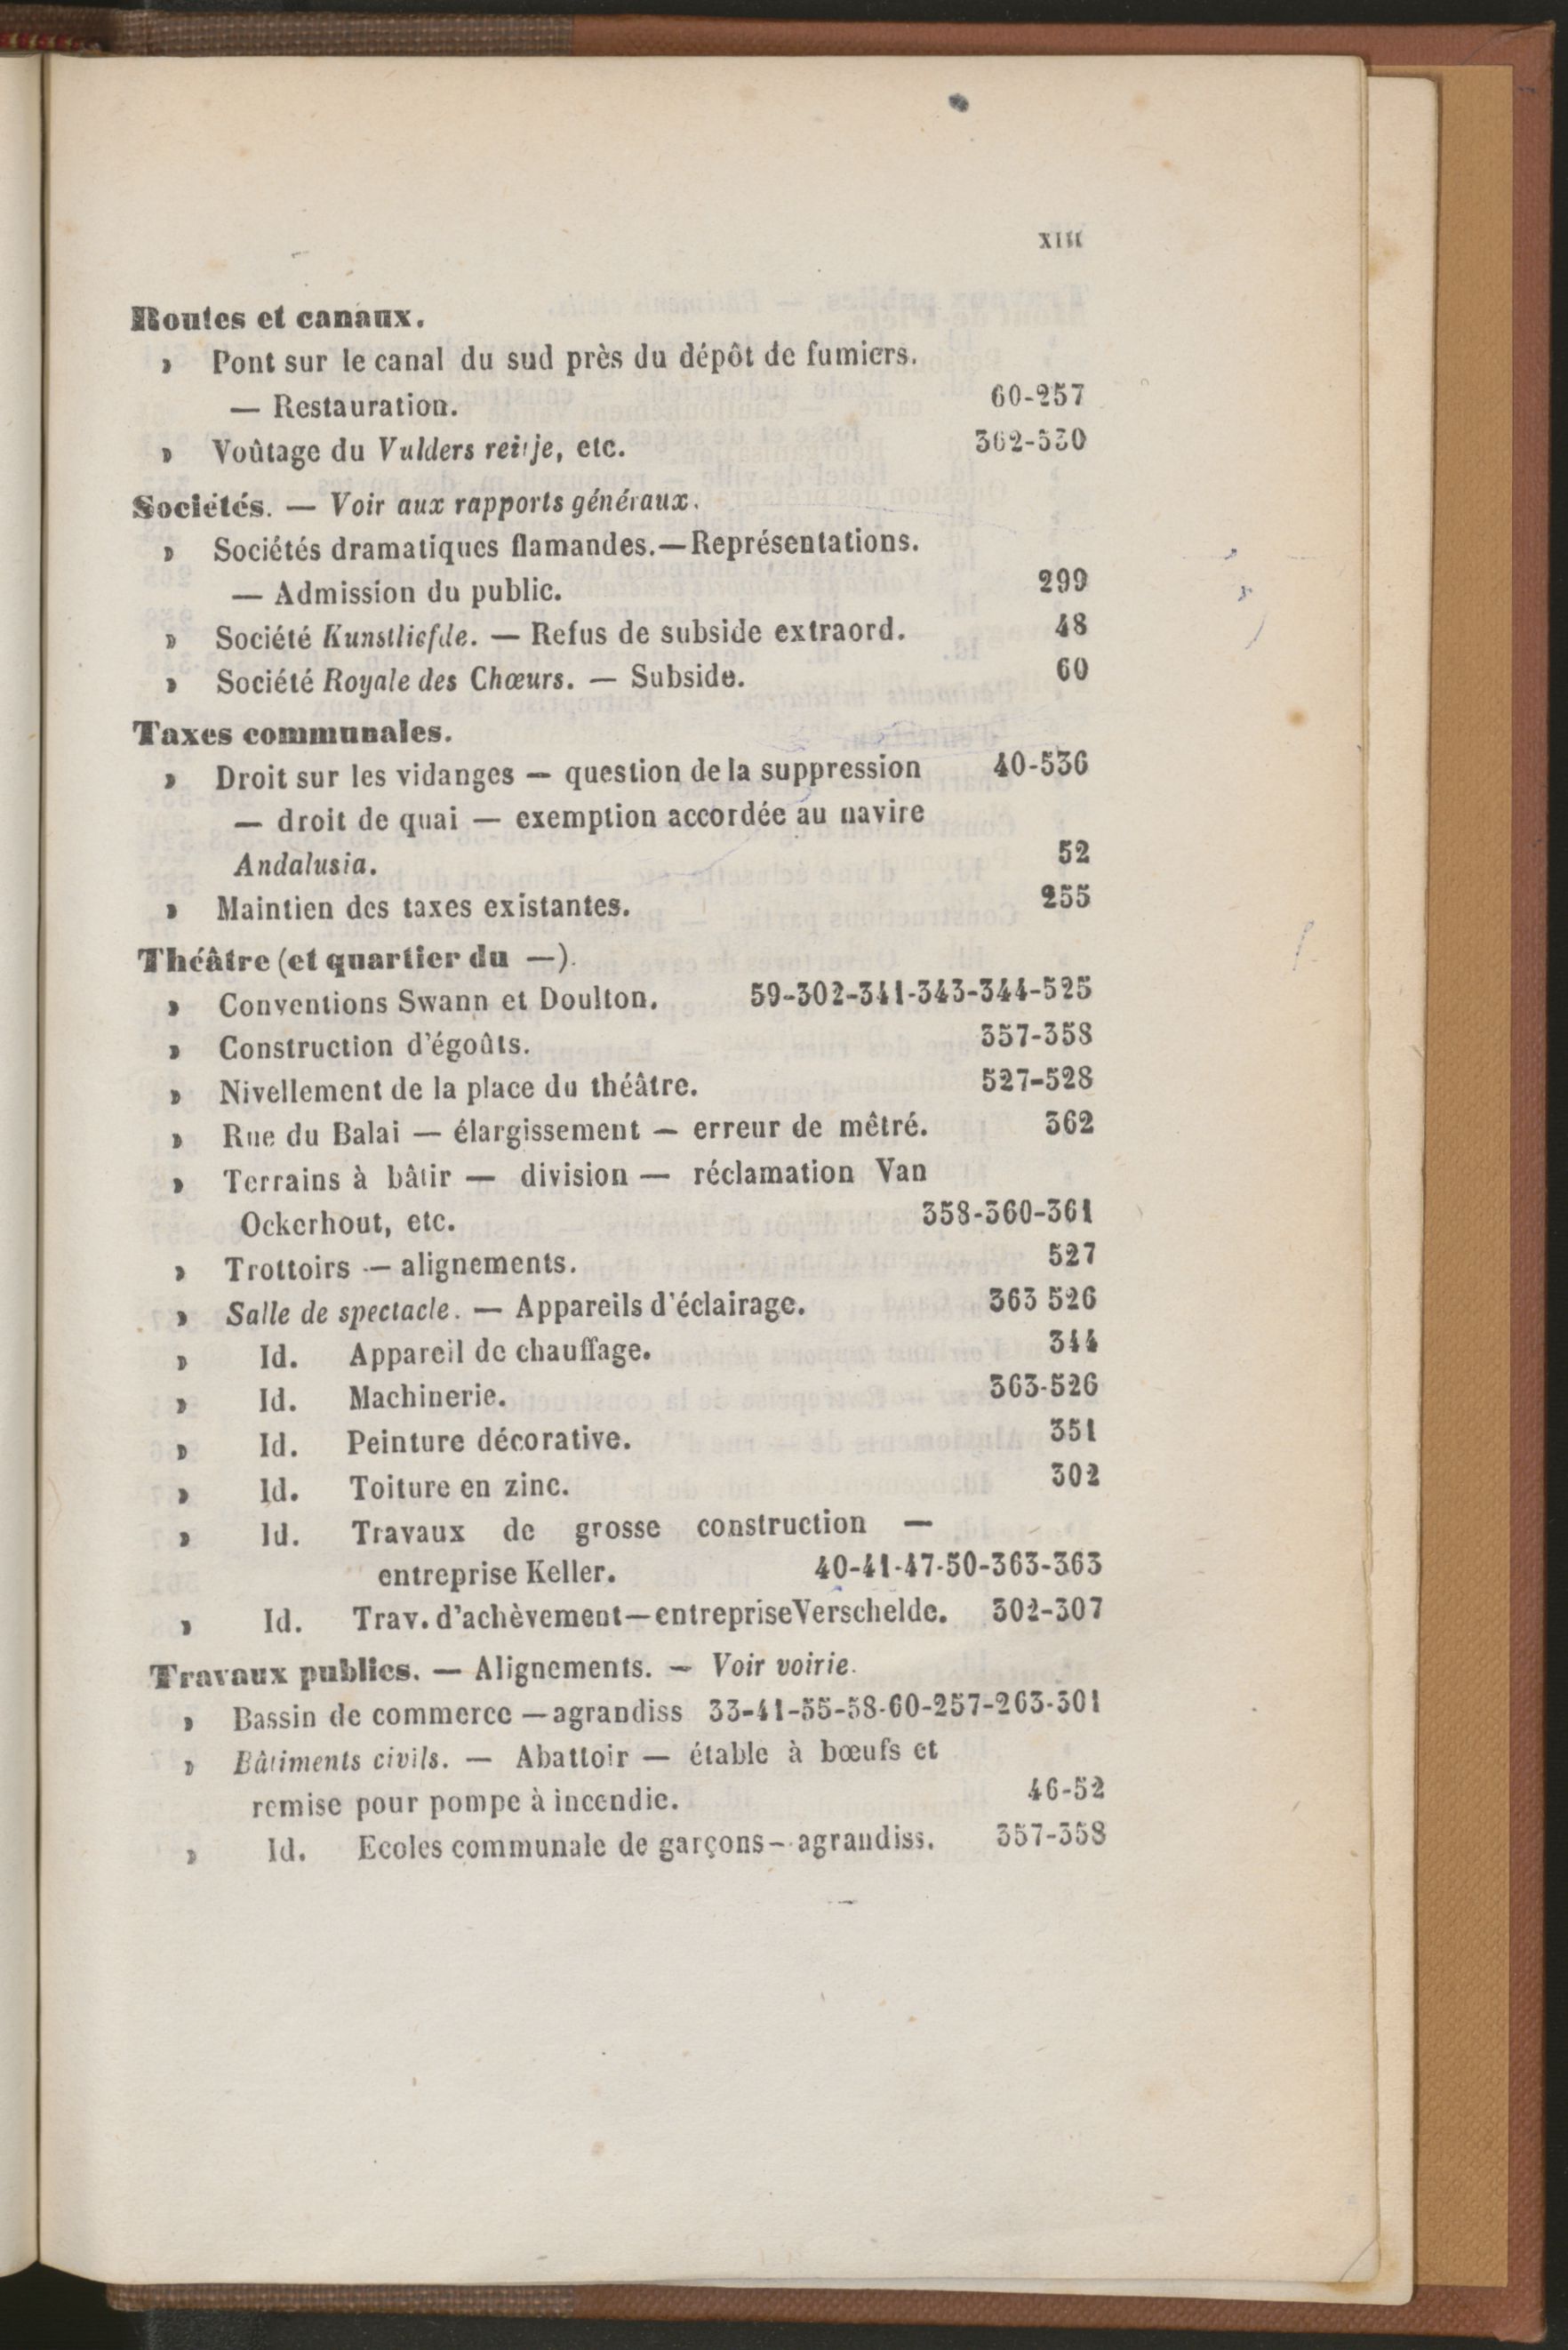 XIII
Routes et canaux.
» Pont sur le canal du sud près du dépôt de fumiers.
— Restauration. 60-257
» Voûtage du Vulders reitje, etc. 362-530
Sociétés. — Voir aux rapports généraux.
» Sociétés dramatiques flamandes.—Représentations.
— Admission du public. 299
» Société Kunstliefde. — Refus de subside extraord. 48
» Société Royale des Chœurs. — Subside. 60
Taxes communales.
» Droit sur les vidanges — question de la suppression 40-536
— droit de quai — exemption accordée au navire
Andalusia. 52
» Maintien des taxes existantes. 255
Théâtre (et quartier du —).
» Conventions Swann et Doulton. 59-302-341-343-344-525
» Construction d'égoûts. 357-358
» Nivellement de la place du théâtre. 527-528
» Rue du Balai — élargissement — erreur de mêtré. 362
» Terrains à bâtir — division — réclamation Van
Ockerhout, etc. 358-360-361
» Trottoirs — alignements. 527
» Salle de spectacle. — Appareils d'éclairage. 363 526
» Id. Appareil de chauffage. 344
» Id. Machinerie. 363-526
» Id. Peinture décorative. 351
» Id. Toiture en zinc. 302
» Id. Travaux de grosse construction —
entreprise Keller. 40-41-47-50-363-363
» Id. Trav. d'achèvement—entreprise Verschelde. 302-307
Travaux publics. — Alignements. — Voir voirie.
» Bassin de commerce — agrandiss 33-41-55-58-60-257-263-301
» Bâtiments civils. — Abattoir — étable à bœufs et
remise pour pompe à incendie. 46-52
» Id. Ecoles communale de garçons — agrandiss. 357-358